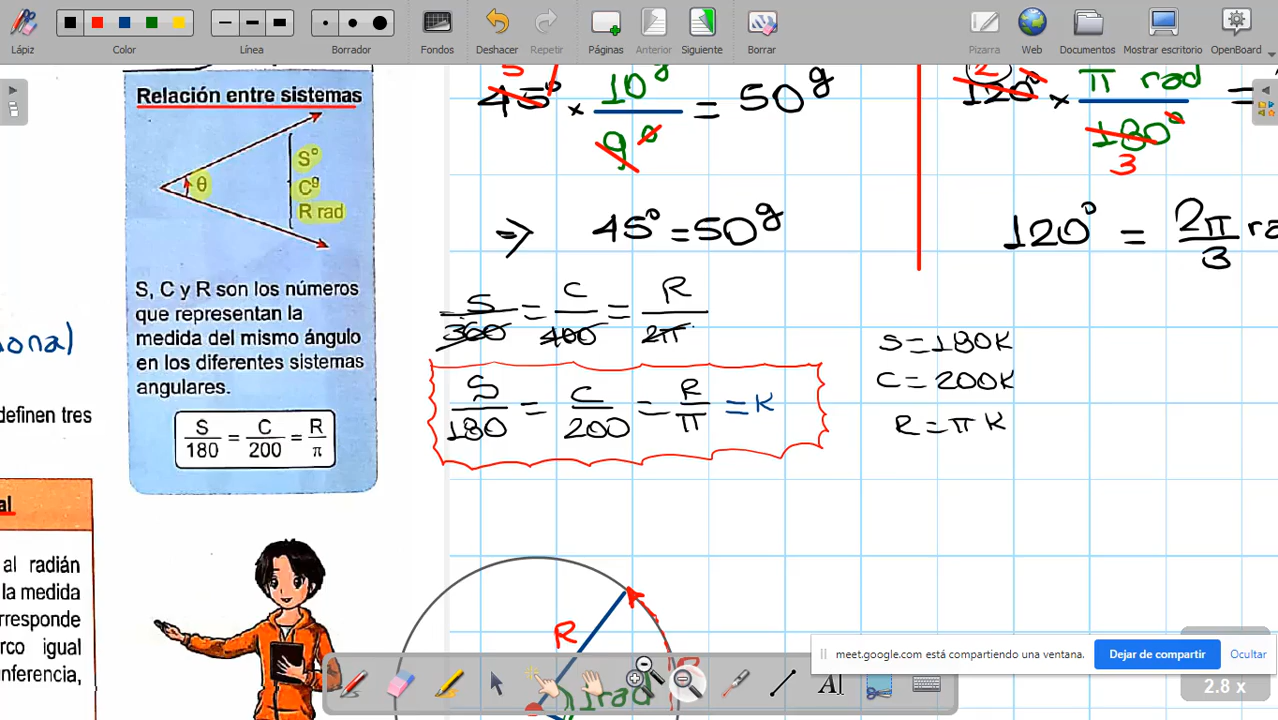 Lápiz
Color
Línea
Borrador
Fondos
Deshacer
Repetir
Páginas
Anterior
Siguiente
Borrar
Pizarra
Web
Documentos
Mostrar escritorio
OpenBoard
Relación entre sistemas
θ
S°
Cᵍ
R rad
S, C y R son los números
que representan la
medida del mismo ángulo
en los diferentes sistemas
angulares.
S/180 = C/200 = R/π
onal)
definen tres
al
al radián
la medida
rresponde
rco igual
unferencia,
5
45° × 10ᵍ/9° = 50ᵍ
⇒ 45° = 50ᵍ
2
120° × π rad/180° =
3
120° = 2π/3 ra
S/360 = C/400 = R/2π
S/180 = C/200 = R/π = K
S = 180K
C = 200K
R = π K
R
1rad
meet.google.com está compartiendo una ventana.
Dejar de compartir
Ocultar
2.8 x